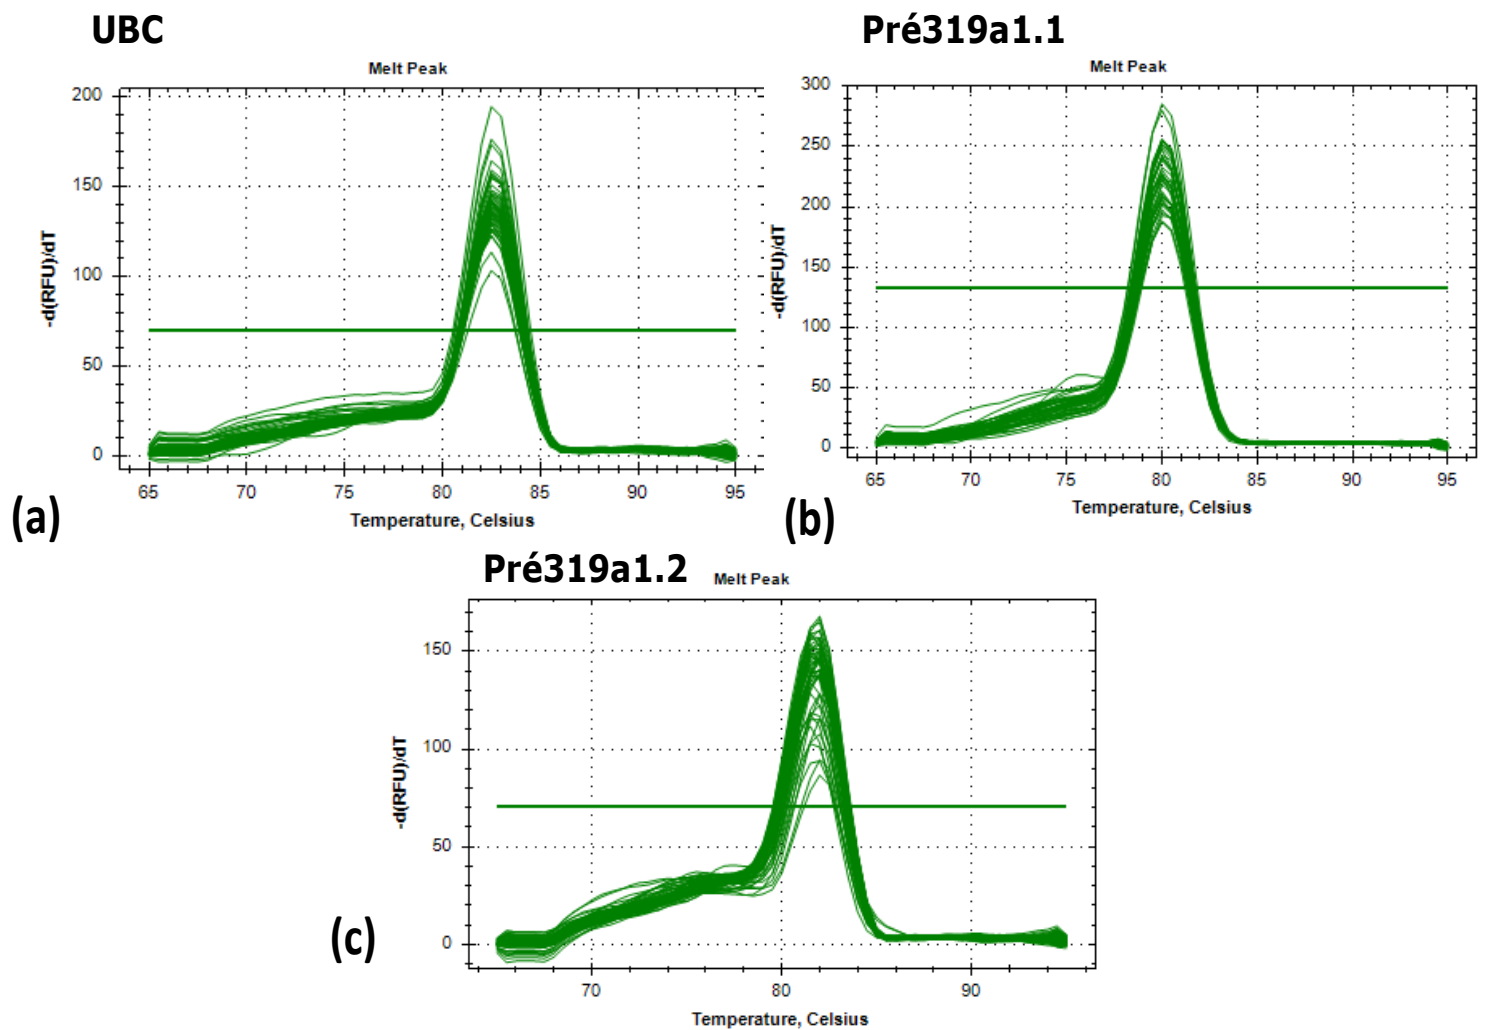 UBC
Melt Peak
200
150
100
50
0
-d(RFU)/dT
65 70 75 80 85 90 95
Temperature, Celsius
(a)
Pré319a1.1
Melt Peak
300
250
200
150
100
50
0
-d(RFU)/dT
65 70 75 80 85 90 95
Temperature, Celsius
(b)
Pré319a1.2
Melt Peak
150
100
50
0
-d(RFU)/dT
70 80 90
Temperature, Celsius
(c)